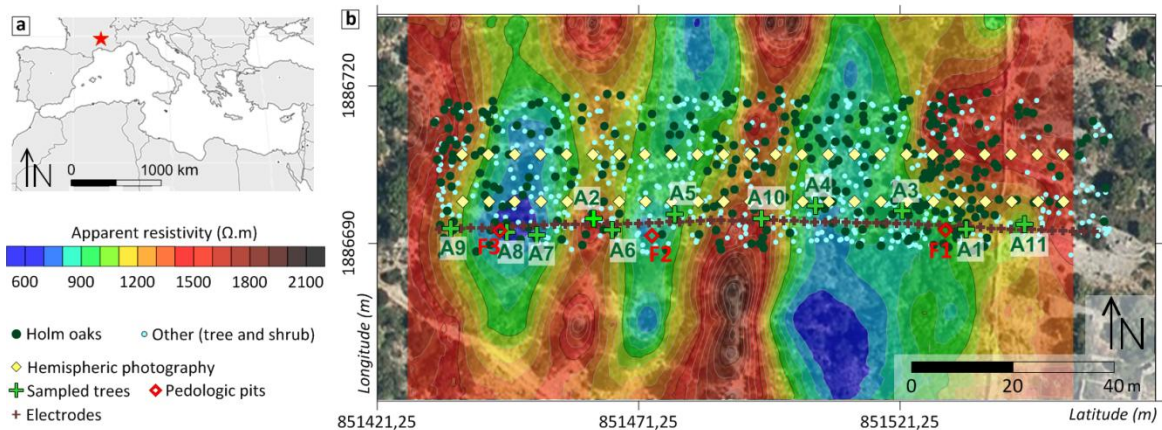 a
N
0 1000 km
Apparent resistivity (Ω.m)
600 900 1200 1500 1800 2100
Holm oaks
Other (tree and shrub)
Hemispheric photography
Sampled trees
Pedologic pits
Electrodes
b
1886720
1886690
Longitude (m)
A2 A5 A10 A4 A3
A9 F3 A8 A7 A6 F2 F1 A1 A11
N
0 20 40 m
851421,25 851471,25 851521,25 Latitude (m)